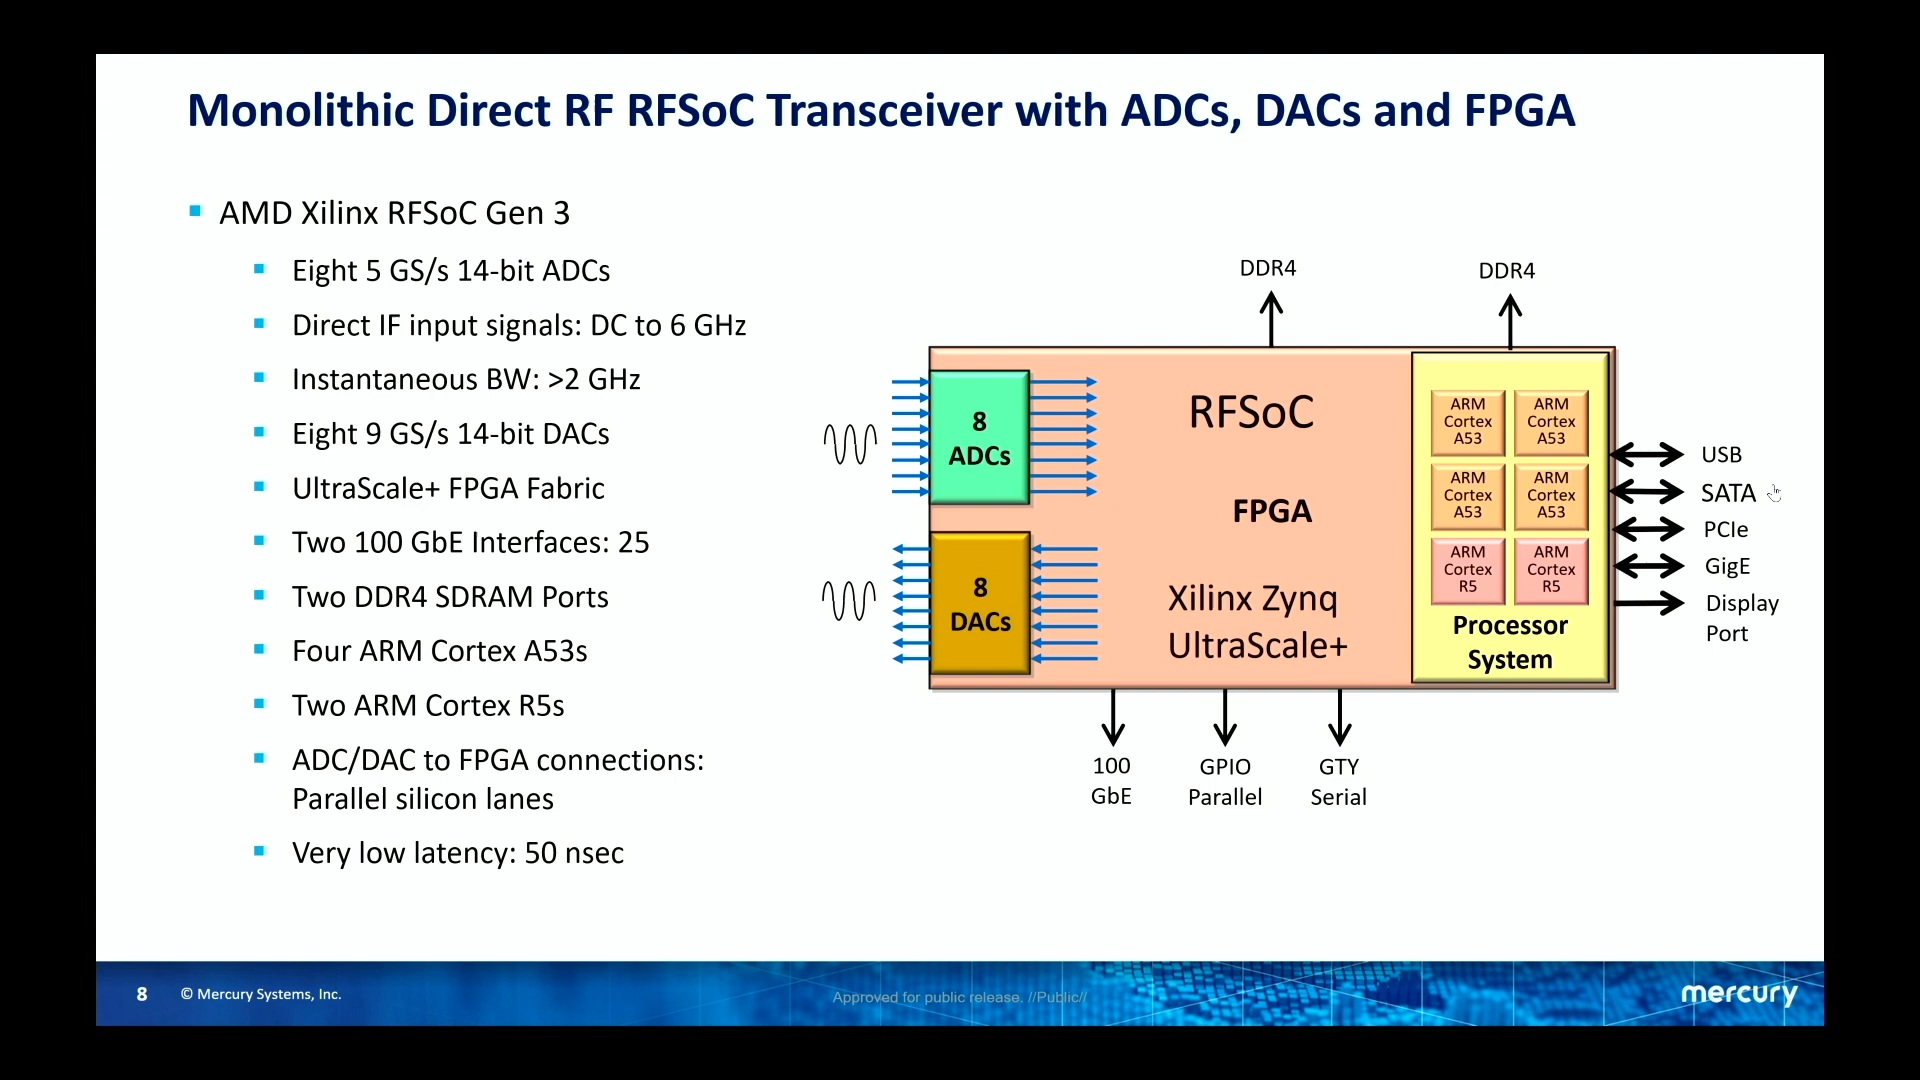 Monolithic Direct RF RFSoC Transceiver with ADCs, DACs and FPGA
AMD Xilinx RFSoC Gen 3
Eight 5 GS/s 14-bit ADCs
Direct IF input signals: DC to 6 GHz
Instantaneous BW: >2 GHz
Eight 9 GS/s 14-bit DACs
UltraScale+ FPGA Fabric
Two 100 GbE Interfaces: 25
Two DDR4 SDRAM Ports
Four ARM Cortex A53s
Two ARM Cortex R5s
ADC/DAC to FPGA connections:
Parallel silicon lanes
Very low latency: 50 nsec
DDR4
DDR4
8
ADCs
8
DACs
RFSoC
FPGA
Xilinx Zynq
UltraScale+
ARM
Cortex
A53
ARM
Cortex
A53
ARM
Cortex
A53
ARM
Cortex
A53
ARM
Cortex
R5
ARM
Cortex
R5
Processor
System
USB
SATA
PCIe
GigE
Display
Port
100
GbE
GPIO
Parallel
GTY
Serial
8
© Mercury Systems, Inc.
Approved for public release. //Public//
mercury